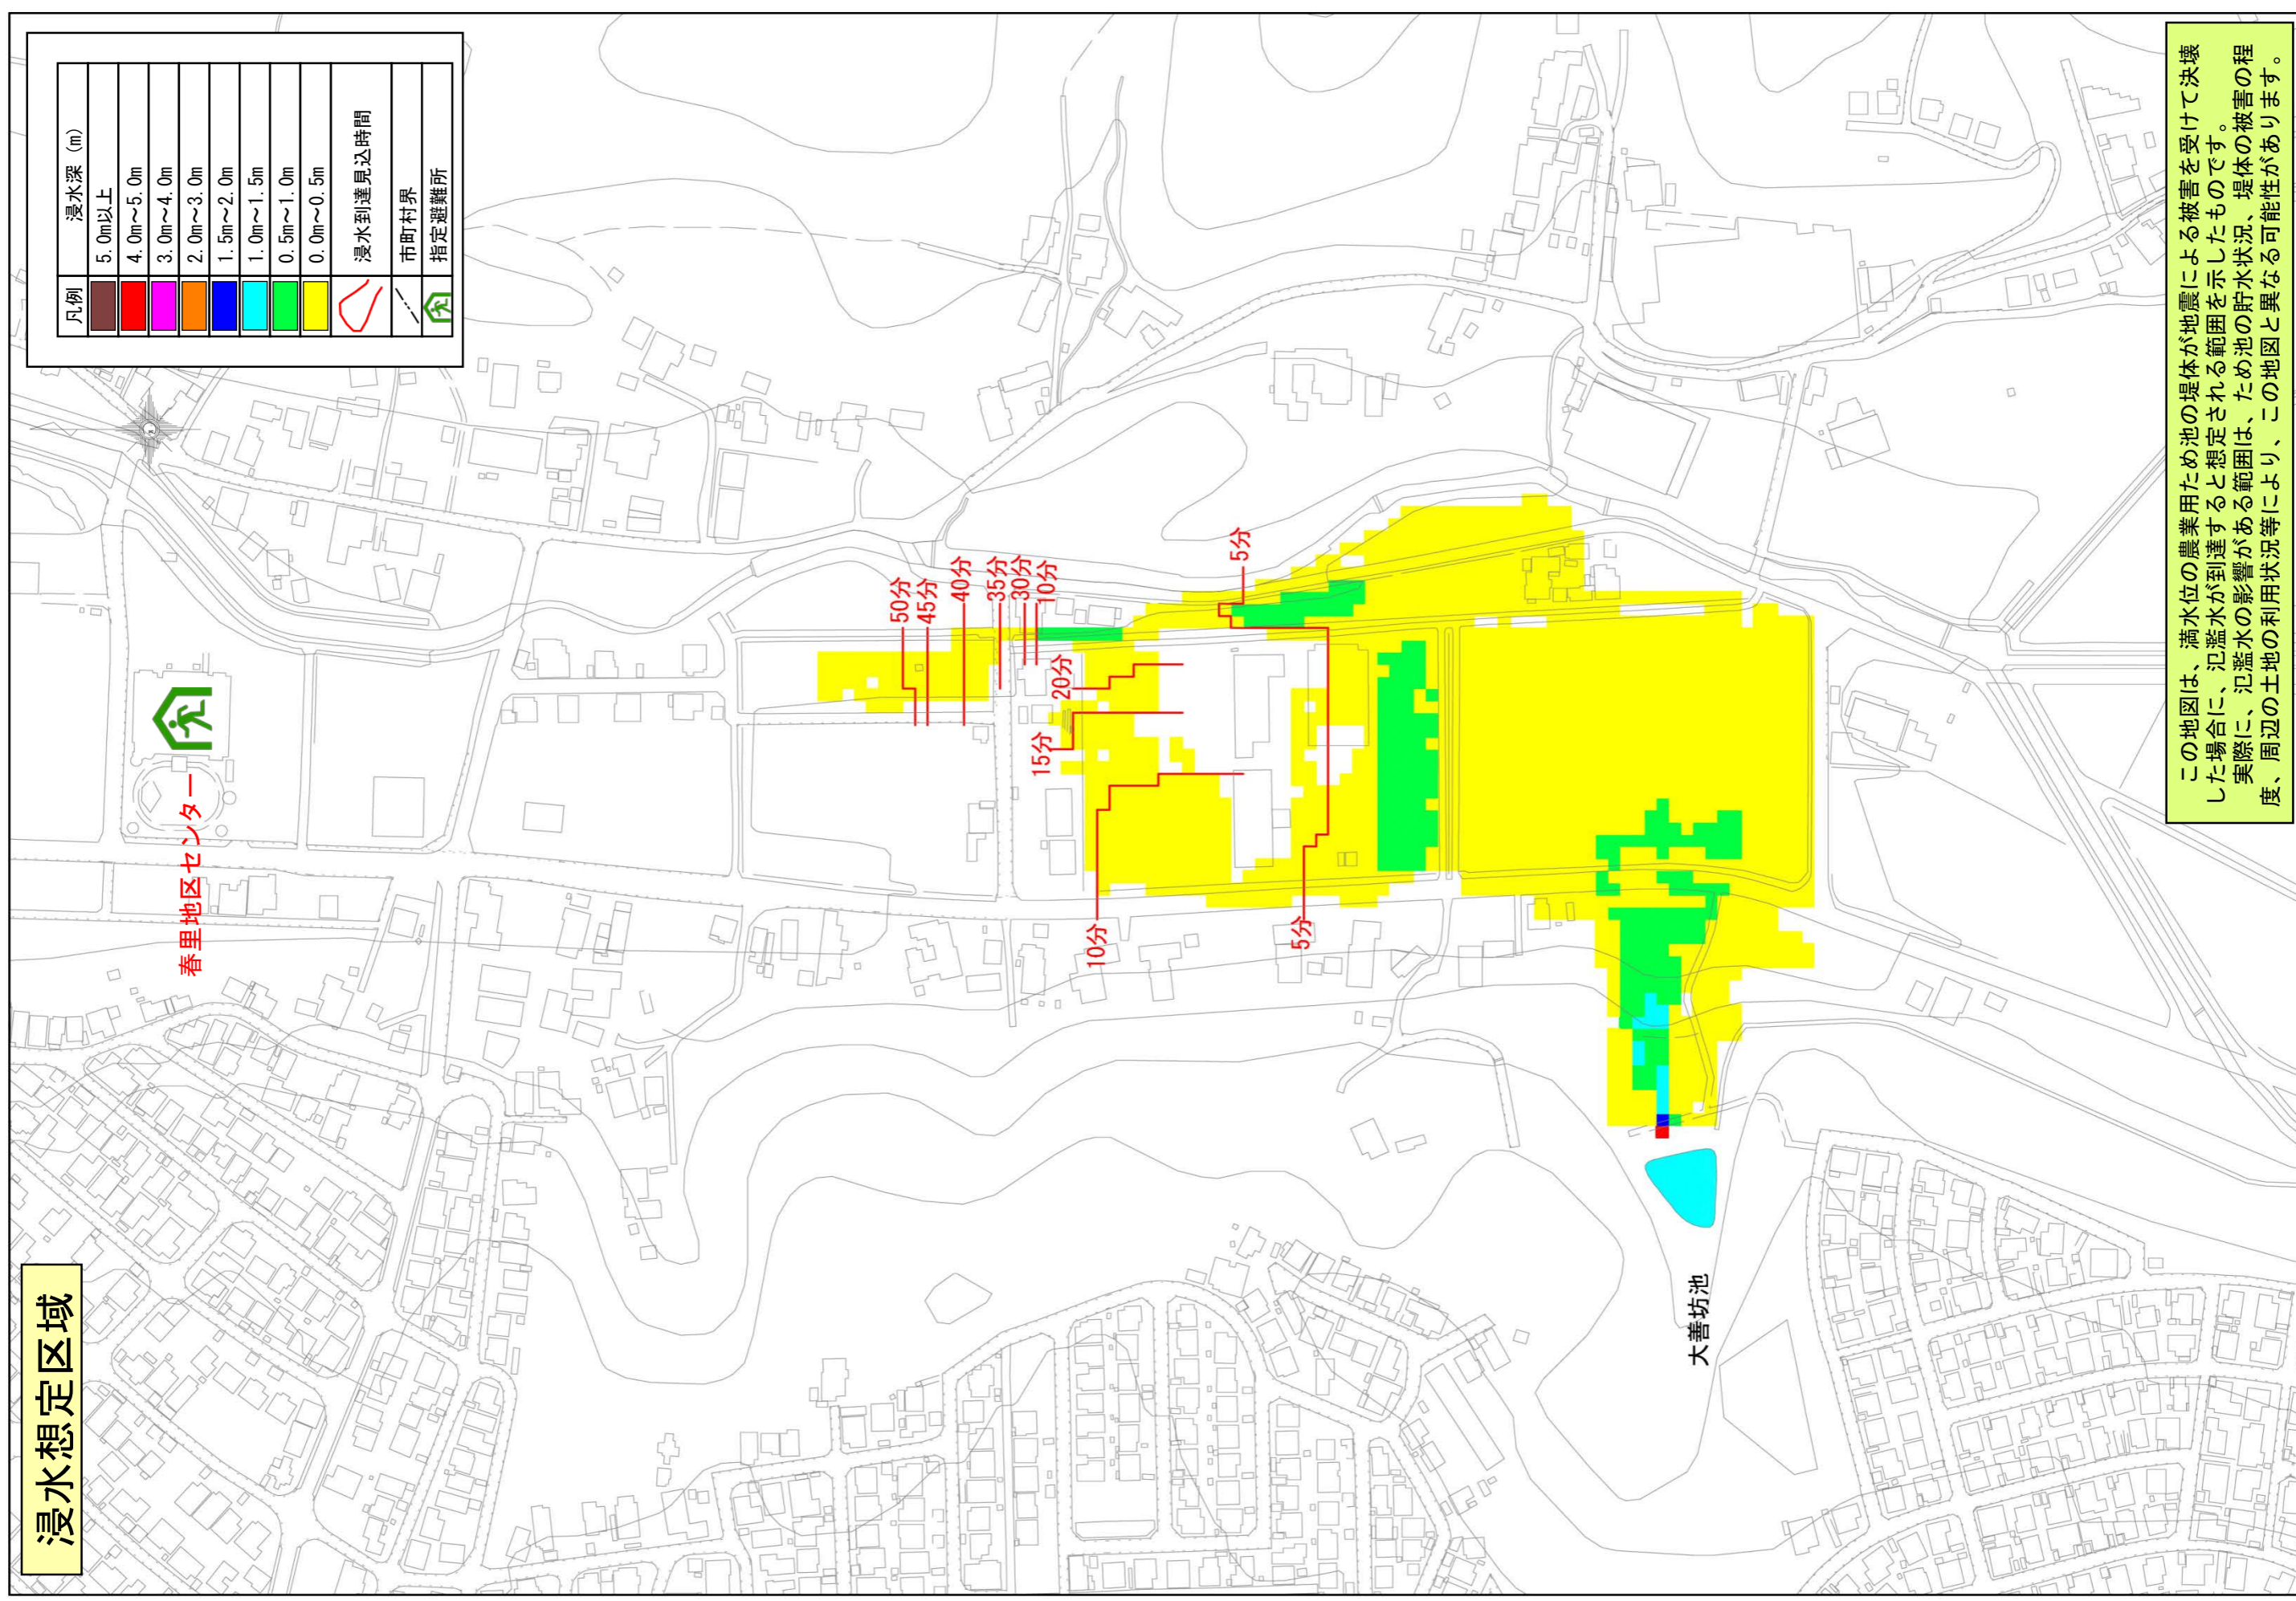 浸水想定区域
凡例 浸水深 (m)
5.0m以上
4.0m～5.0m
3.0m～4.0m
2.0m～3.0m
1.5m～2.0m
1.0m～1.5m
0.5m～1.0m
0.0m～0.5m
浸水到達見込時間
市町村界
指定避難所
春里地区センター
50分
45分
40分
35分
30分
10分
20分
15分
10分
5分
5分
大善坊池
この地図は、満水位の農業用ため池の堤体が地震による被害を受けて決壊
した場合に、氾濫水が到達すると想定される範囲を示したものです。
実際に、氾濫水の影響がある範囲は、ため池の貯水状況、堤体の被害の程
度、周辺の土地の利用状況等により、この地図と異なる可能性があります。